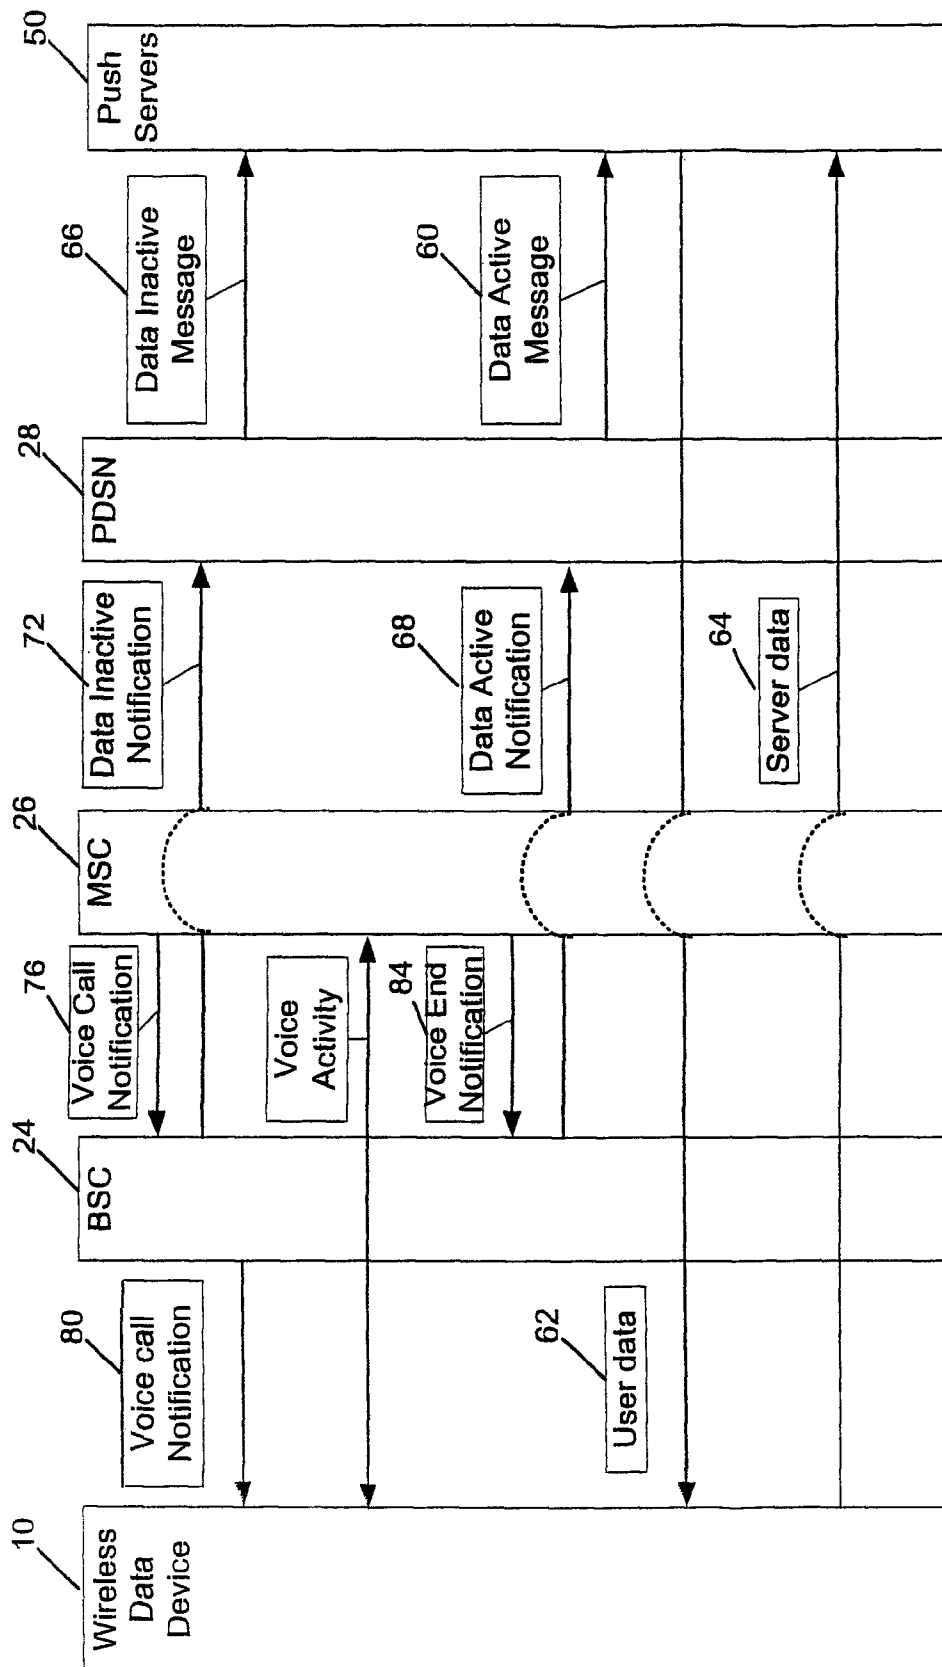 10
Wireless
Data
Device
24
BSC
26
MSC
28
PDSN
50
Push
Servers
80
Voice call
Notification
76
Voice Call
Notification
72
Data Inactive
Notification
66
Data Inactive
Message
Voice
Activity
84
Voice End
Notification
68
Data Active
Notification
60
Data Active
Message
62
User data
64
Server data